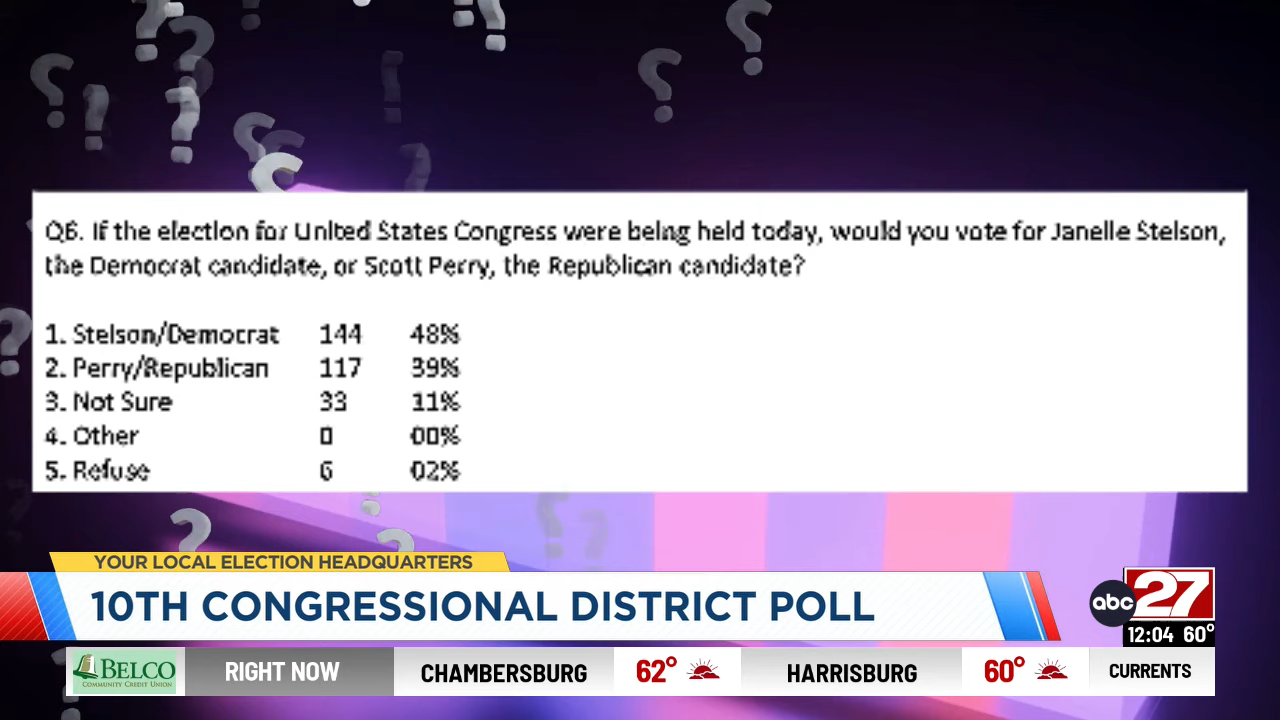 Q6. If the election for United States Congress were being held today, would you vote for Janelle Stelson,
the Democrat candidate, or Scott Perry, the Republican candidate?
1. Stelson/Democrat 144 48%
2. Perry/Republican 117 39%
3. Not Sure 33 11%
4. Other 0 00%
5. Refuse 6 02%
YOUR LOCAL ELECTION HEADQUARTERS
10TH CONGRESSIONAL DISTRICT POLL
abc 27
12:04 60°
BELCO COMMUNITY CREDIT UNION RIGHT NOW CHAMBERSBURG 62° HARRISBURG 60° CURRENTS